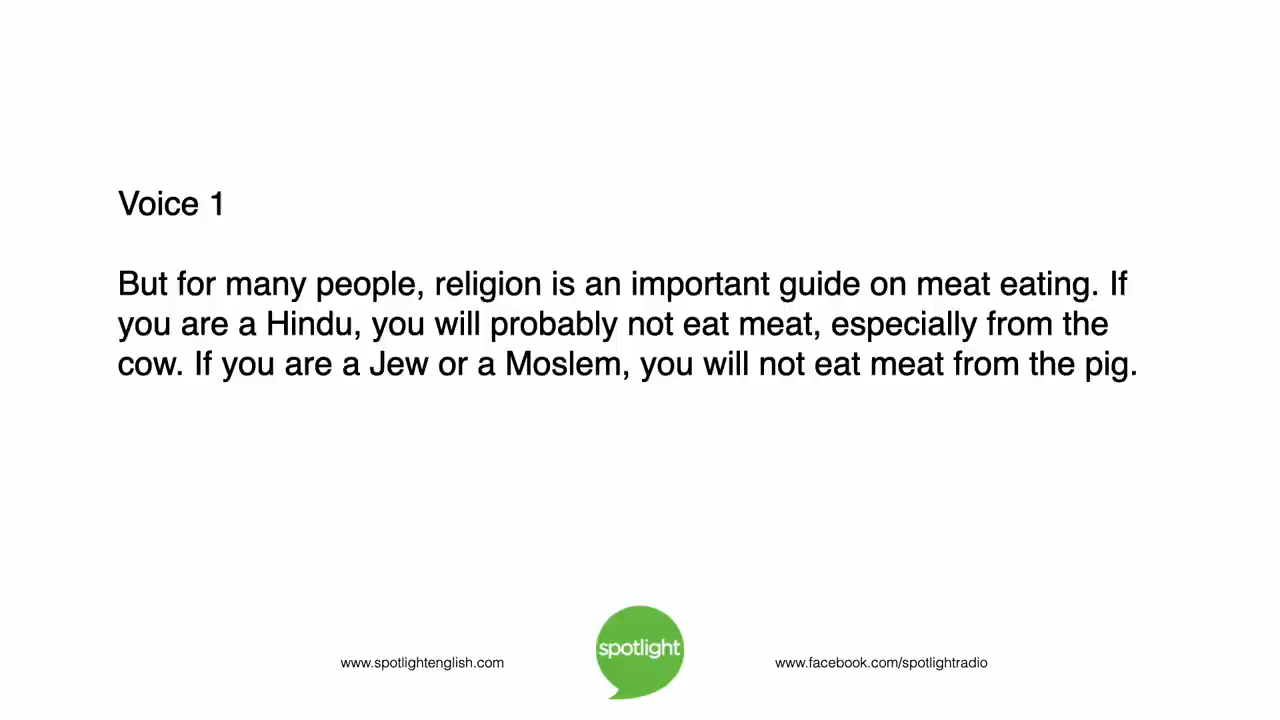 Voice 1
But for many people, religion is an important guide on meat eating. If
you are a Hindu, you will probably not eat meat, especially from the
cow. If you are a Jew or a Moslem, you will not eat meat from the pig.
www.spotlightenglish.com
spotlight
www.facebook.com/spotlightradio